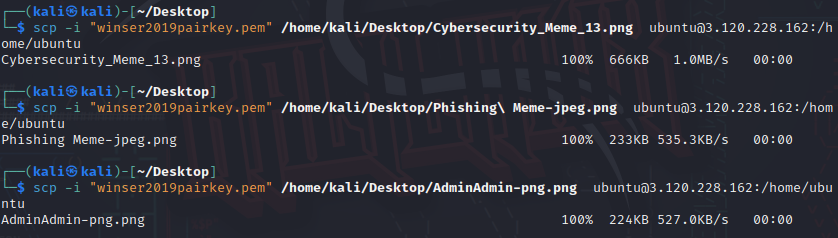 ┌──(kali㉿kali)-[~/Desktop]
└─$ scp -i "winser2019pairkey.pem" /home/kali/Desktop/Cybersecurity_Meme_13.png  ubuntu@3.120.228.162:/h
ome/ubuntu
Cybersecurity_Meme_13.png 100% 666KB 1.0MB/s 00:00
┌──(kali㉿kali)-[~/Desktop]
└─$ scp -i "winser2019pairkey.pem" /home/kali/Desktop/Phishing\ Meme-jpeg.png  ubuntu@3.120.228.162:/hom
e/ubuntu
Phishing Meme-jpeg.png 100% 233KB 535.3KB/s 00:00
┌──(kali㉿kali)-[~/Desktop]
└─$ scp -i "winser2019pairkey.pem" /home/kali/Desktop/AdminAdmin-png.png  ubuntu@3.120.228.162:/home/ubu
ntu
AdminAdmin-png.png 100% 224KB 527.0KB/s 00:00